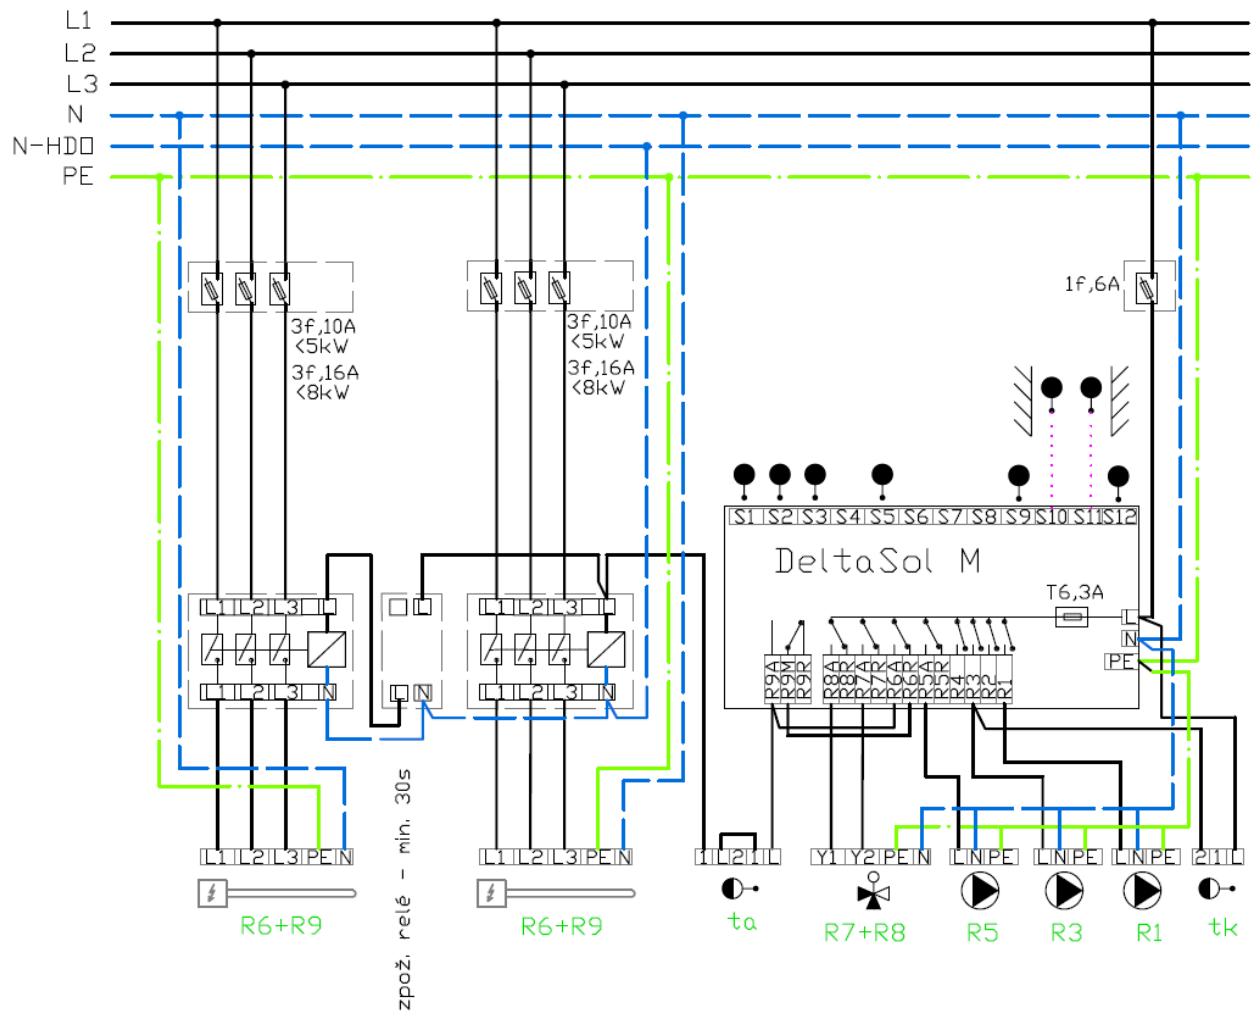 L1
L2
L3
N
N-HDO
PE
3f,10A
<5kW
3f,16A
<8kW
3f,10A
<5kW
3f,16A
<8kW
1f,6A
S1 S2 S3 S4 S5 S6 S7 S8 S9 S10 S11 S12
DeltaSol M
T6,3A
L
N
PE
L1 L2 L3 L
L
L1 L2 L3 L
R9A R9M R9R R8A R8R R7A R7R R6A R6R R5A R5R R4 R3 R2 R1
L1 L2 L3 N
L N
L1 L2 L3 N
zpož. relé - min. 30s
L1 L2 L3 PE N
L1 L2 L3 PE N
1 L 2 1 L
Y1 Y2 PE N
L N PE
L N PE
L N PE
2 1 L
R6+R9
R6+R9
ta
R7+R8
R5
R3
R1
tk